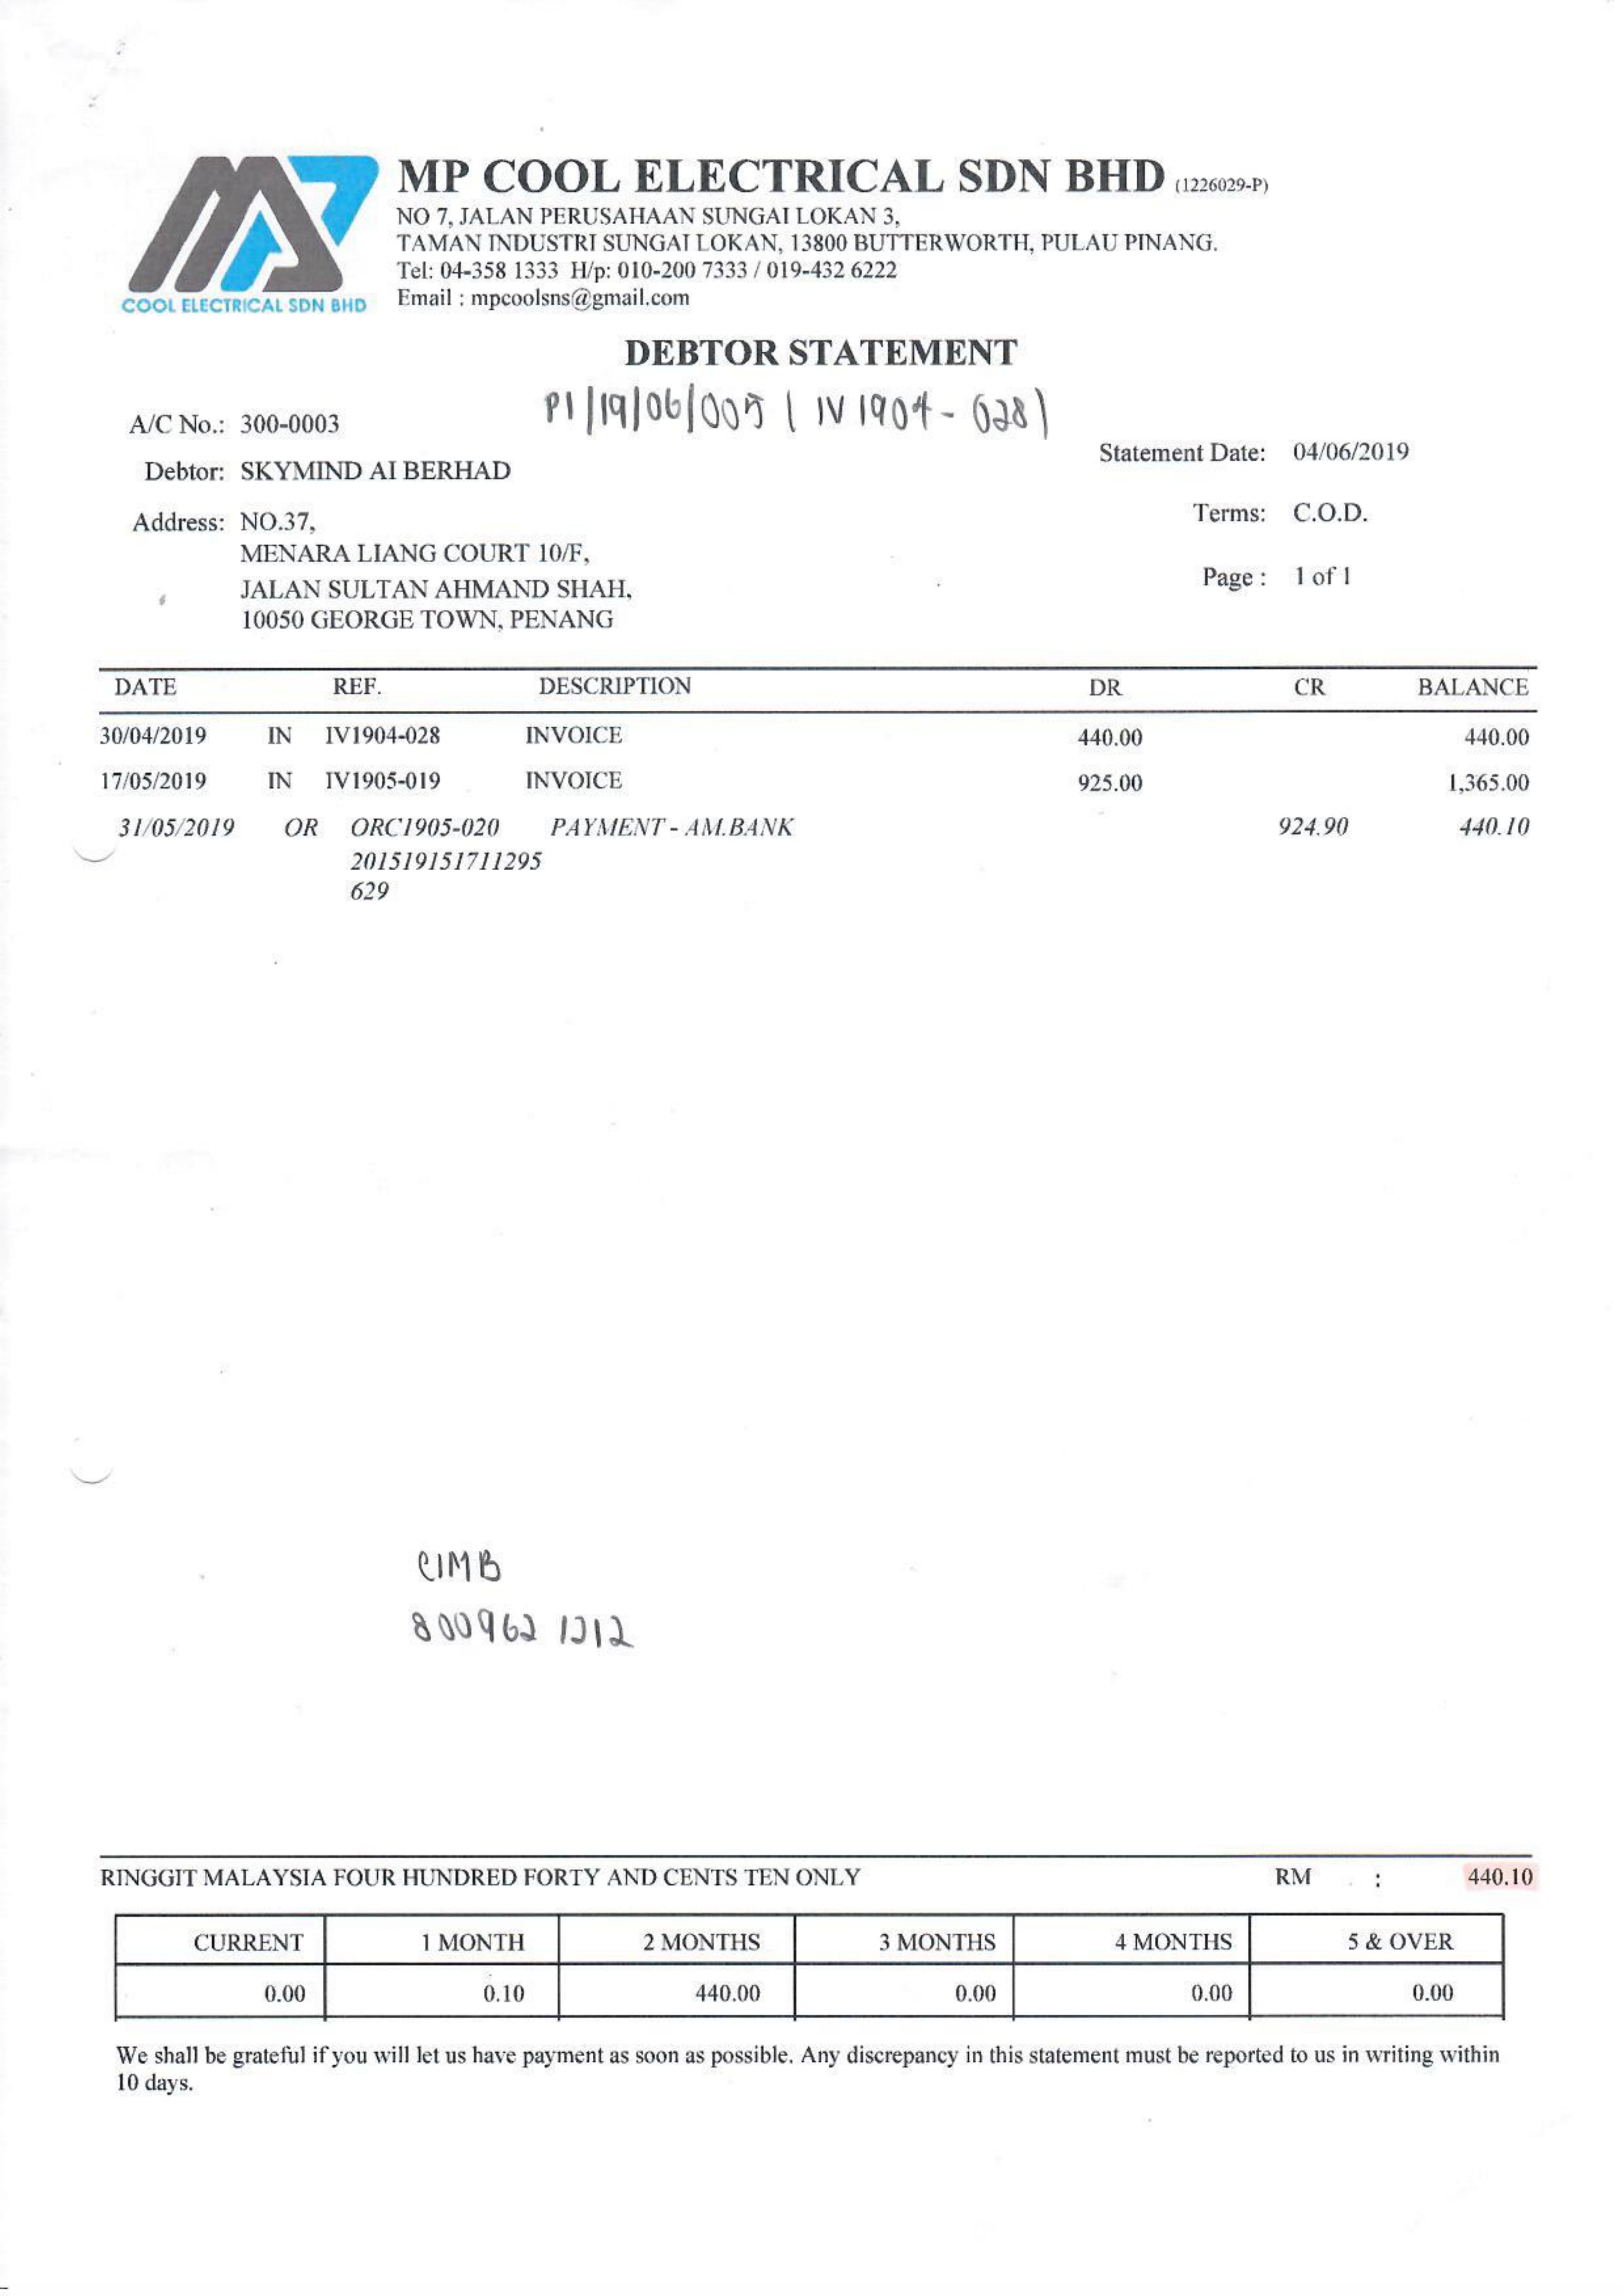 MP COOL ELECTRICAL SDN BHD (1226029-P)
NO 7, JALAN PERUSAHAAN SUNGAI LOKAN 3,
TAMAN INDUSTRI SUNGAI LOKAN, 13800 BUTTERWORTH, PULAU PINANG.
Tel: 04-358 1333 H/p: 010-200 7333 / 019-432 6222
Email : mpcoolsns@gmail.com
COOL ELECTRICAL SDN BHD
DEBTOR STATEMENT
PI/19/06/005 ( IV 1904 - 028)
A/C No.: 300-0003
Statement Date: 04/06/2019
Debtor: SKYMIND AI BERHAD
Terms: C.O.D.
Address: NO.37,
MENARA LIANG COURT 10/F,
Page : 1 of 1
JALAN SULTAN AHMAND SHAH,
10050 GEORGE TOWN, PENANG
DATE REF. DESCRIPTION DR CR BALANCE
30/04/2019 IN IV1904-028 INVOICE 440.00 440.00
17/05/2019 IN IV1905-019 INVOICE 925.00 1,365.00
31/05/2019 OR ORC1905-020 PAYMENT - AM.BANK 924.90 440.10
201519151711295
629
CIMB
800962 1212
RINGGIT MALAYSIA FOUR HUNDRED FORTY AND CENTS TEN ONLY RM : 440.10
CURRENT 1 MONTH 2 MONTHS 3 MONTHS 4 MONTHS 5 & OVER
0.00 0.10 440.00 0.00 0.00 0.00
We shall be grateful if you will let us have payment as soon as possible. Any discrepancy in this statement must be reported to us in writing within
10 days.